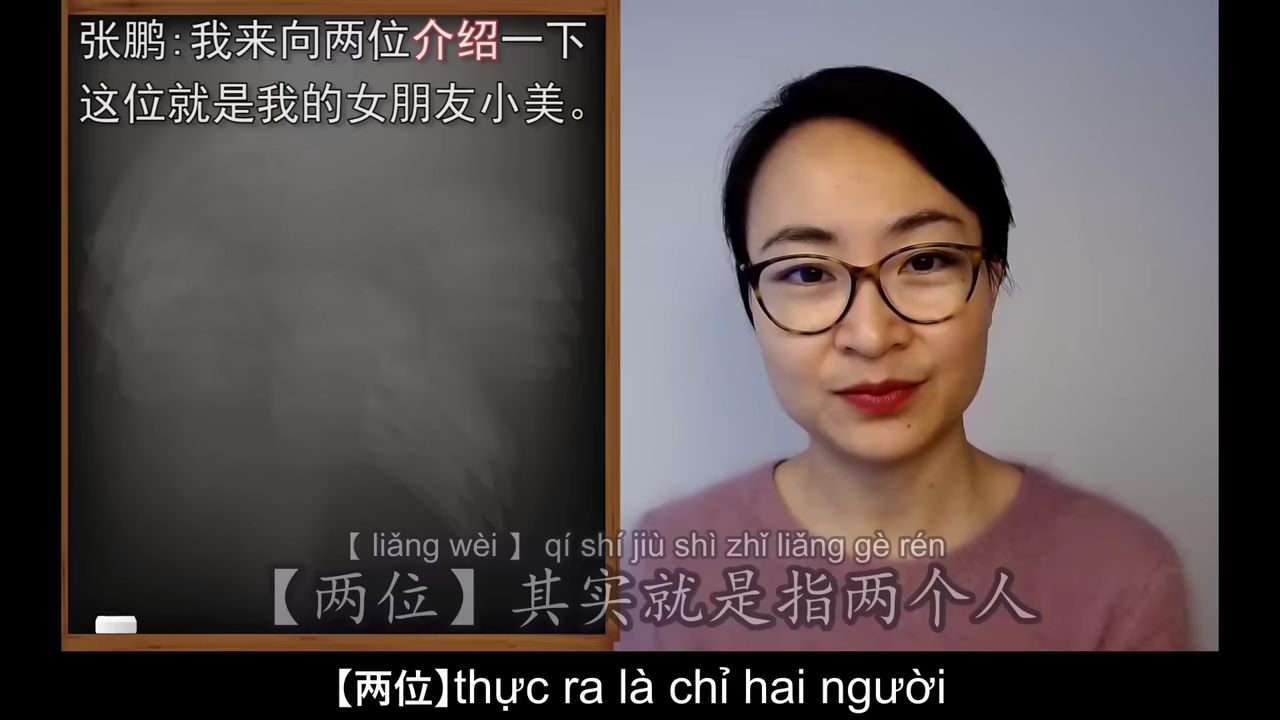 张鹏:我来向两位介绍一下
这位就是我的女朋友小美。
【 liǎng wèi 】 qí shí jiù shì zhǐ liǎng gè rén
【两位】其实就是指两个人
【两位】thực ra là chỉ hai người